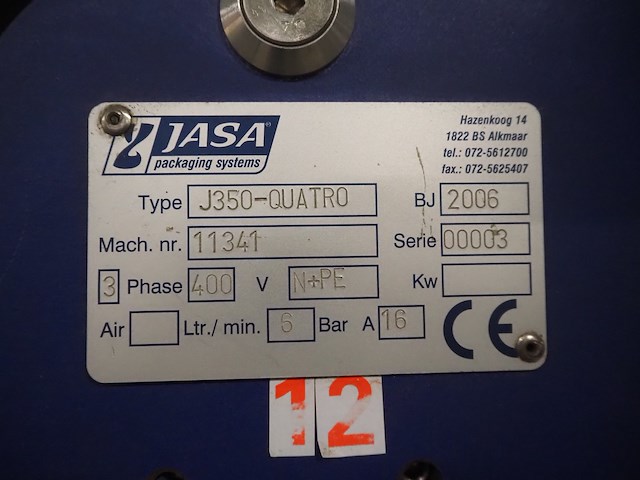 JASA®
packaging systems
Hazenkoog 14
1822 BS Alkmaar
tel.: 072-5612700
fax.: 072-5625407
Type J350-QUATRO BJ 2006
Mach. nr. 11341 Serie 00003
3 Phase 400 V N+PE Kw
Air Ltr./ min. 6 Bar A 16 CE
12